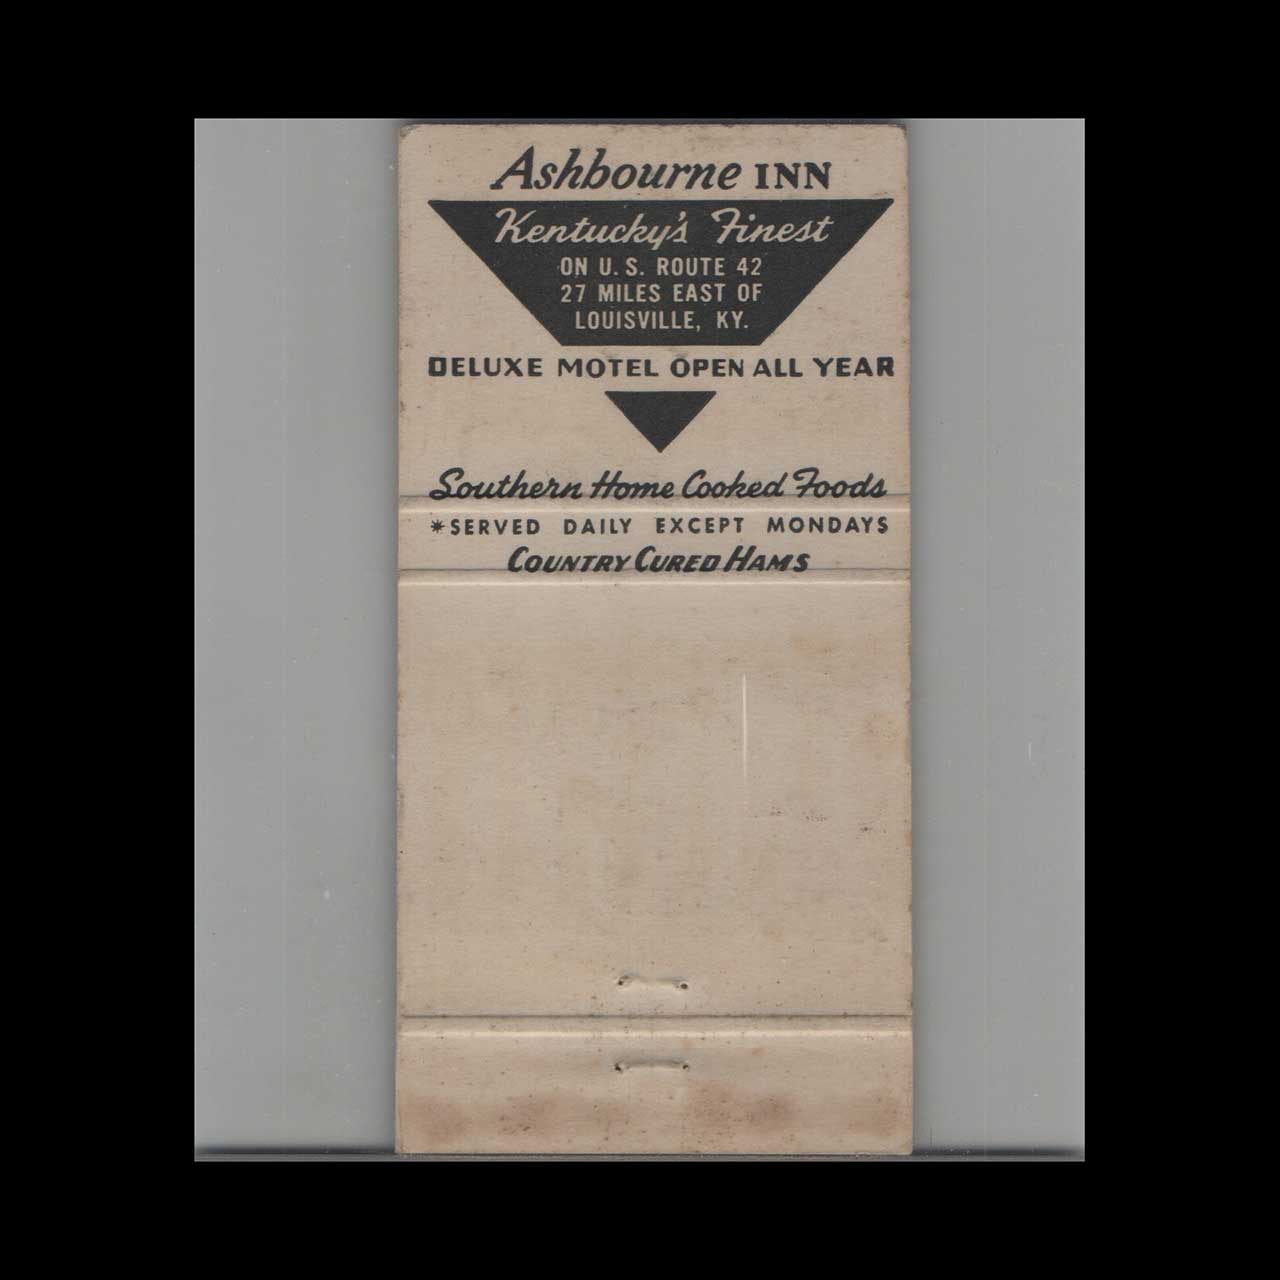 Ashbourne INN
Kentucky's Finest
ON U.S. ROUTE 42
27 MILES EAST OF
LOUISVILLE, KY.
DELUXE MOTEL OPEN ALL YEAR
Southern Home Cooked Foods
*SERVED DAILY EXCEPT MONDAYS
COUNTRY CURED HAMS